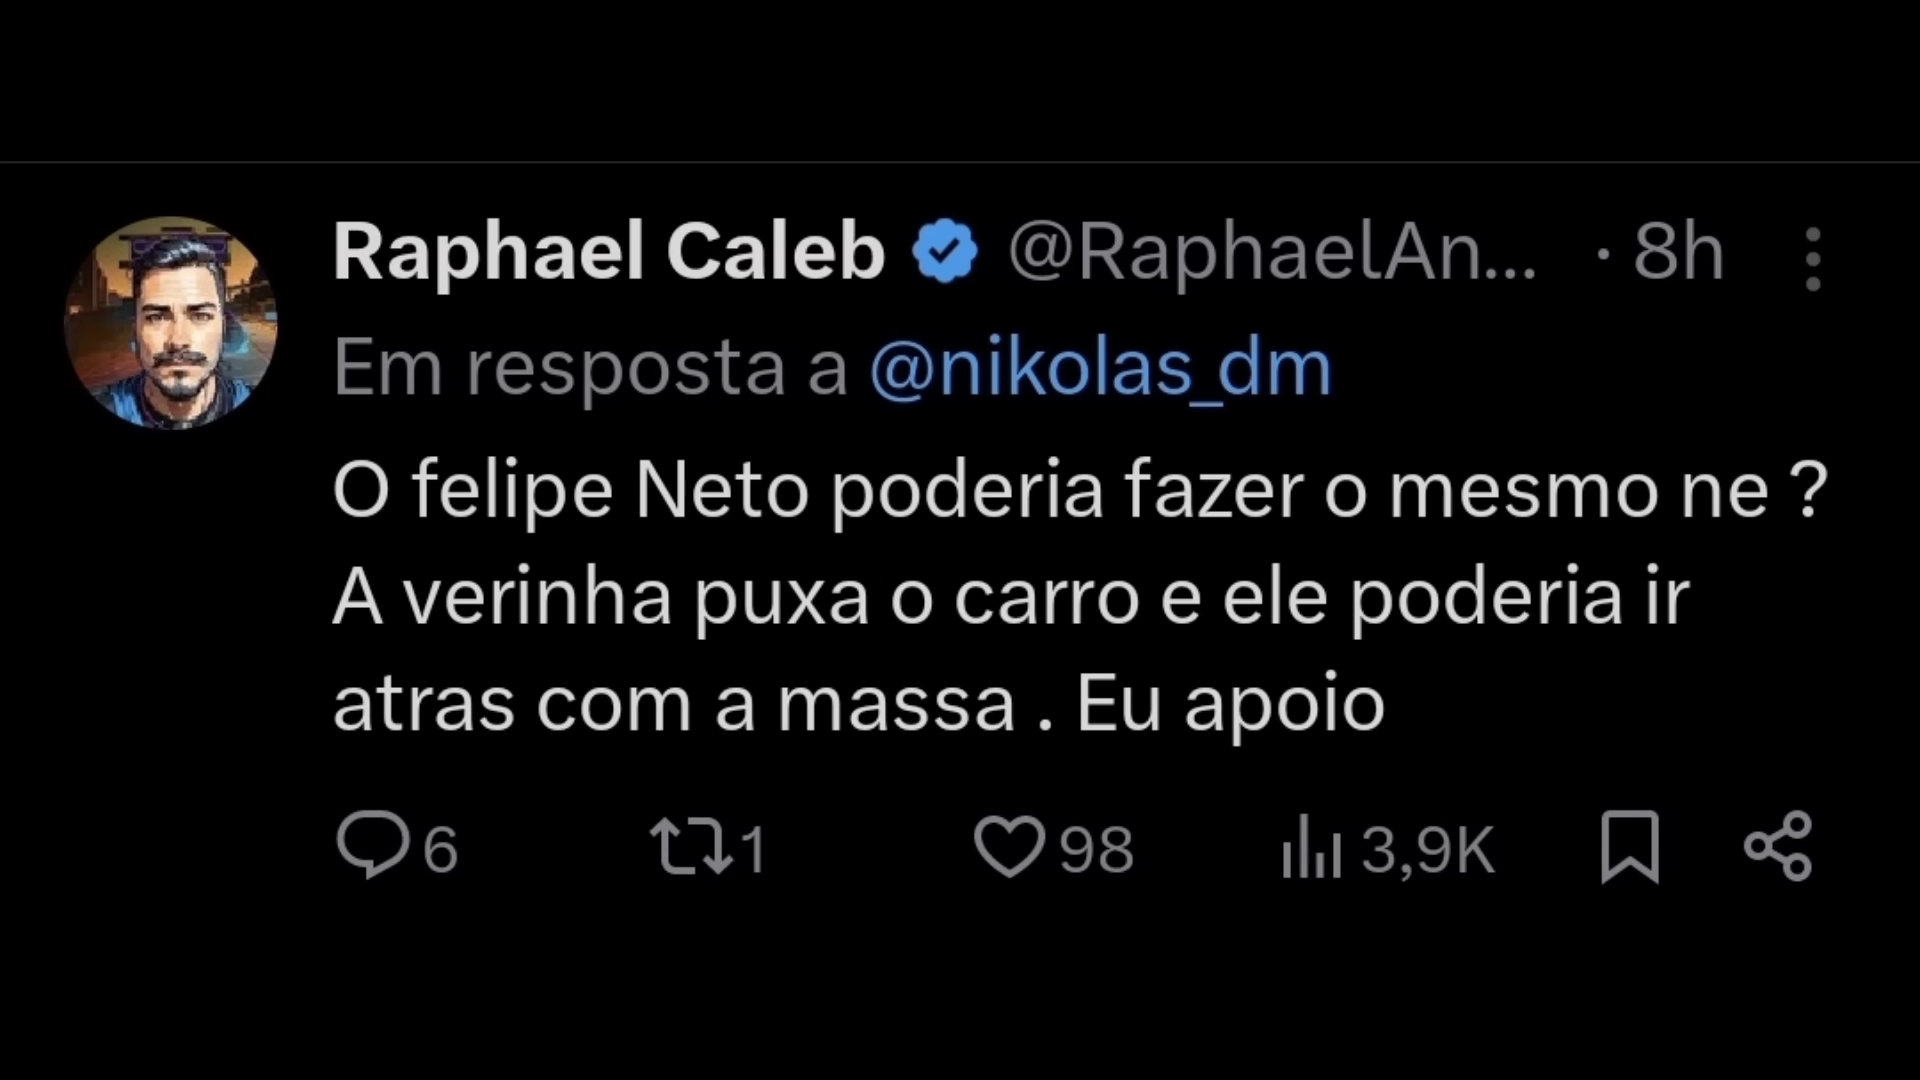 Raphael Caleb @RaphaelAn... · 8h
Em resposta a @nikolas_dm
O felipe Neto poderia fazer o mesmo ne ?
A verinha puxa o carro e ele poderia ir
atras com a massa . Eu apoio
6 1 98 3,9K